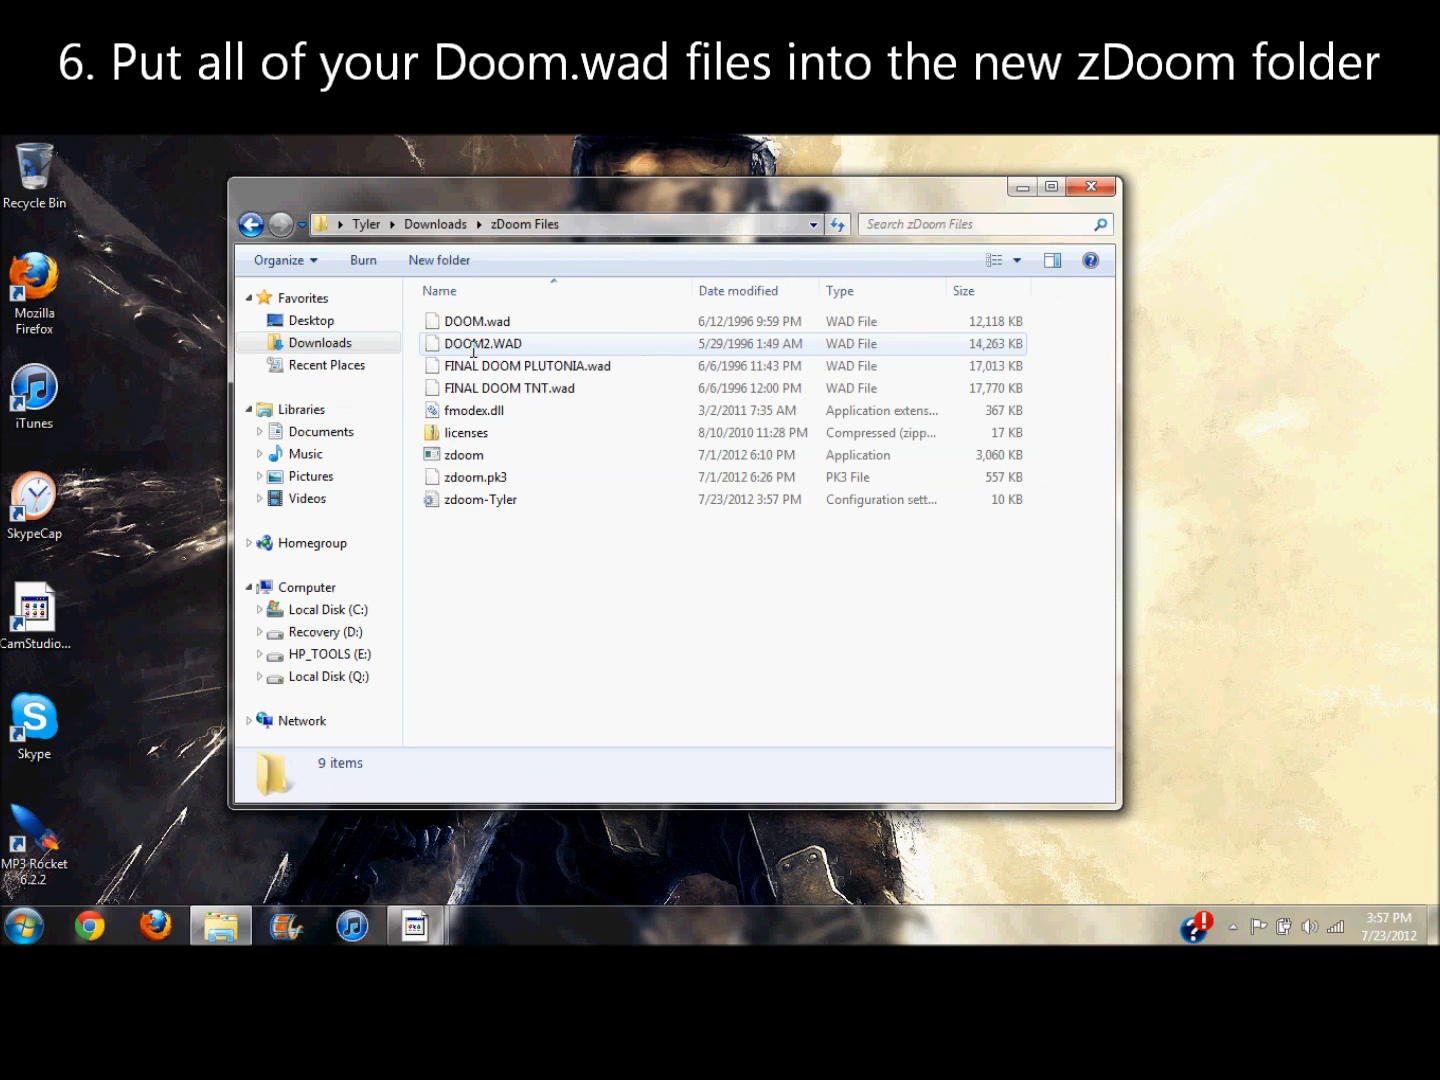 6. Put all of your Doom.wad files into the new zDoom folder
Recycle Bin
Mozilla
Firefox
iTunes
SkypeCap
CamStudio...
Skype
MP3 Rocket
6.2.2
Tyler Downloads zDoom Files Search zDoom Files
Organize Burn New folder
Favorites
Desktop
Downloads
Recent Places
Libraries
Documents
Music
Pictures
Videos
Homegroup
Computer
Local Disk (C:)
Recovery (D:)
HP_TOOLS (E:)
Local Disk (Q:)
Network
Name Date modified Type Size
DOOM.wad 6/12/1996 9:59 PM WAD File 12,118 KB
DOOM2.WAD 5/29/1996 1:49 AM WAD File 14,263 KB
FINAL DOOM PLUTONIA.wad 6/6/1996 11:43 PM WAD File 17,013 KB
FINAL DOOM TNT.wad 6/6/1996 12:00 PM WAD File 17,770 KB
fmodex.dll 3/2/2011 7:35 AM Application extens... 367 KB
licenses 8/10/2010 11:28 PM Compressed (zipp... 17 KB
zdoom 7/1/2012 6:10 PM Application 3,060 KB
zdoom.pk3 7/1/2012 6:26 PM PK3 File 557 KB
zdoom-Tyler 7/23/2012 3:57 PM Configuration sett... 10 KB
9 items
3:57 PM
7/23/2012